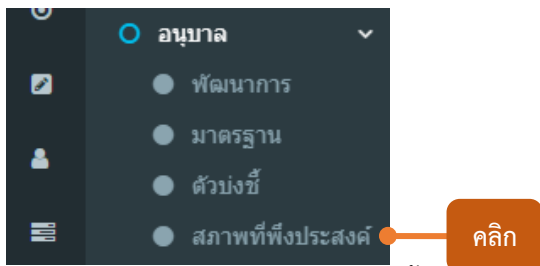 อนุบาล
พัฒนาการ
มาตรฐาน
ตัวบ่งชี้
สภาพที่พึงประสงค์
คลิก